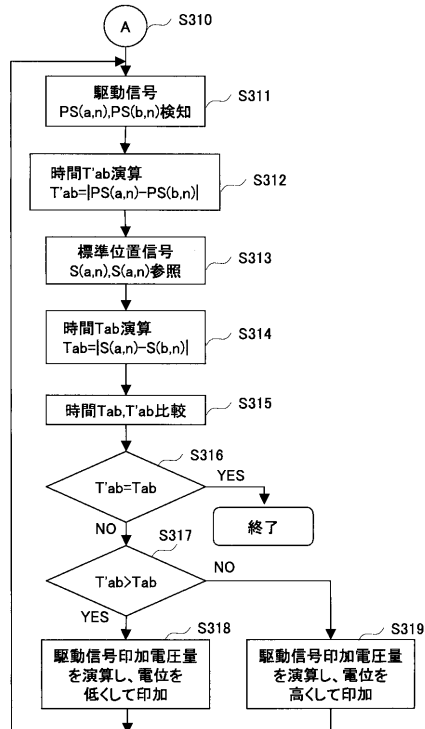 A
S310
駆動信号
PS(a,n),PS(b,n)検知
S311
時間T'ab演算
T'ab=|PS(a,n)-PS(b,n)|
S312
標準位置信号
S(a,n),S(a,n)参照
S313
時間Tab演算
Tab=|S(a,n)-S(b,n)|
S314
時間Tab,T'ab比較
S315
S316
T'ab=Tab
YES
終了
NO
S317
T'ab>Tab
NO
YES
S318
駆動信号印加電圧量
を演算し、電位を
低くして印加
S319
駆動信号印加電圧量
を演算し、電位を
高くして印加